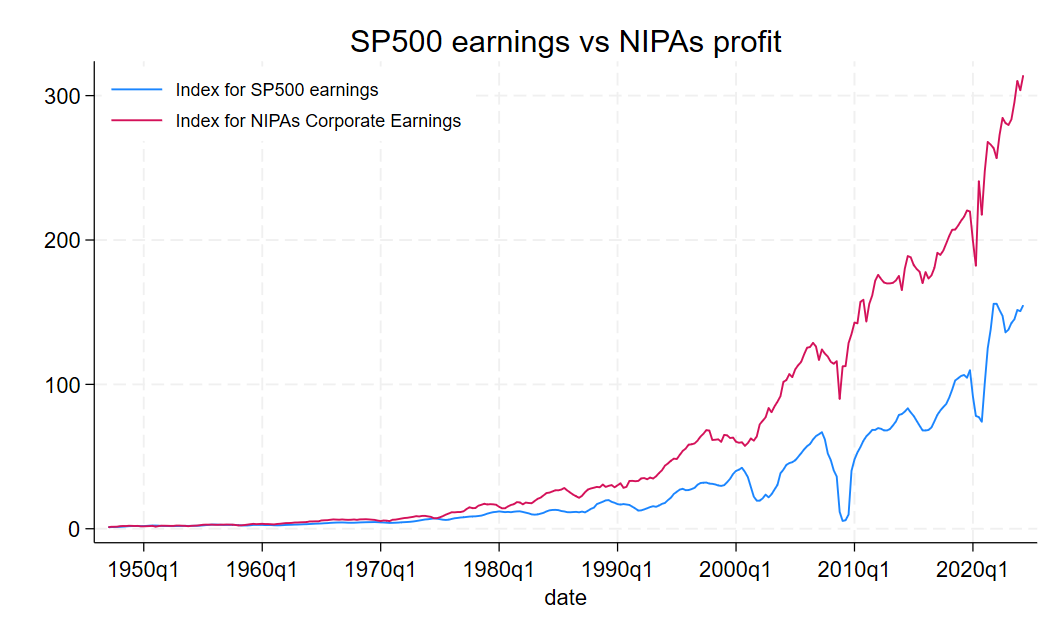 SP500 earnings vs NIPAs profit
Index for SP500 earnings
Index for NIPAs Corporate Earnings
300
200
100
0
1950q1 1960q1 1970q1 1980q1 1990q1 2000q1 2010q1 2020q1
date